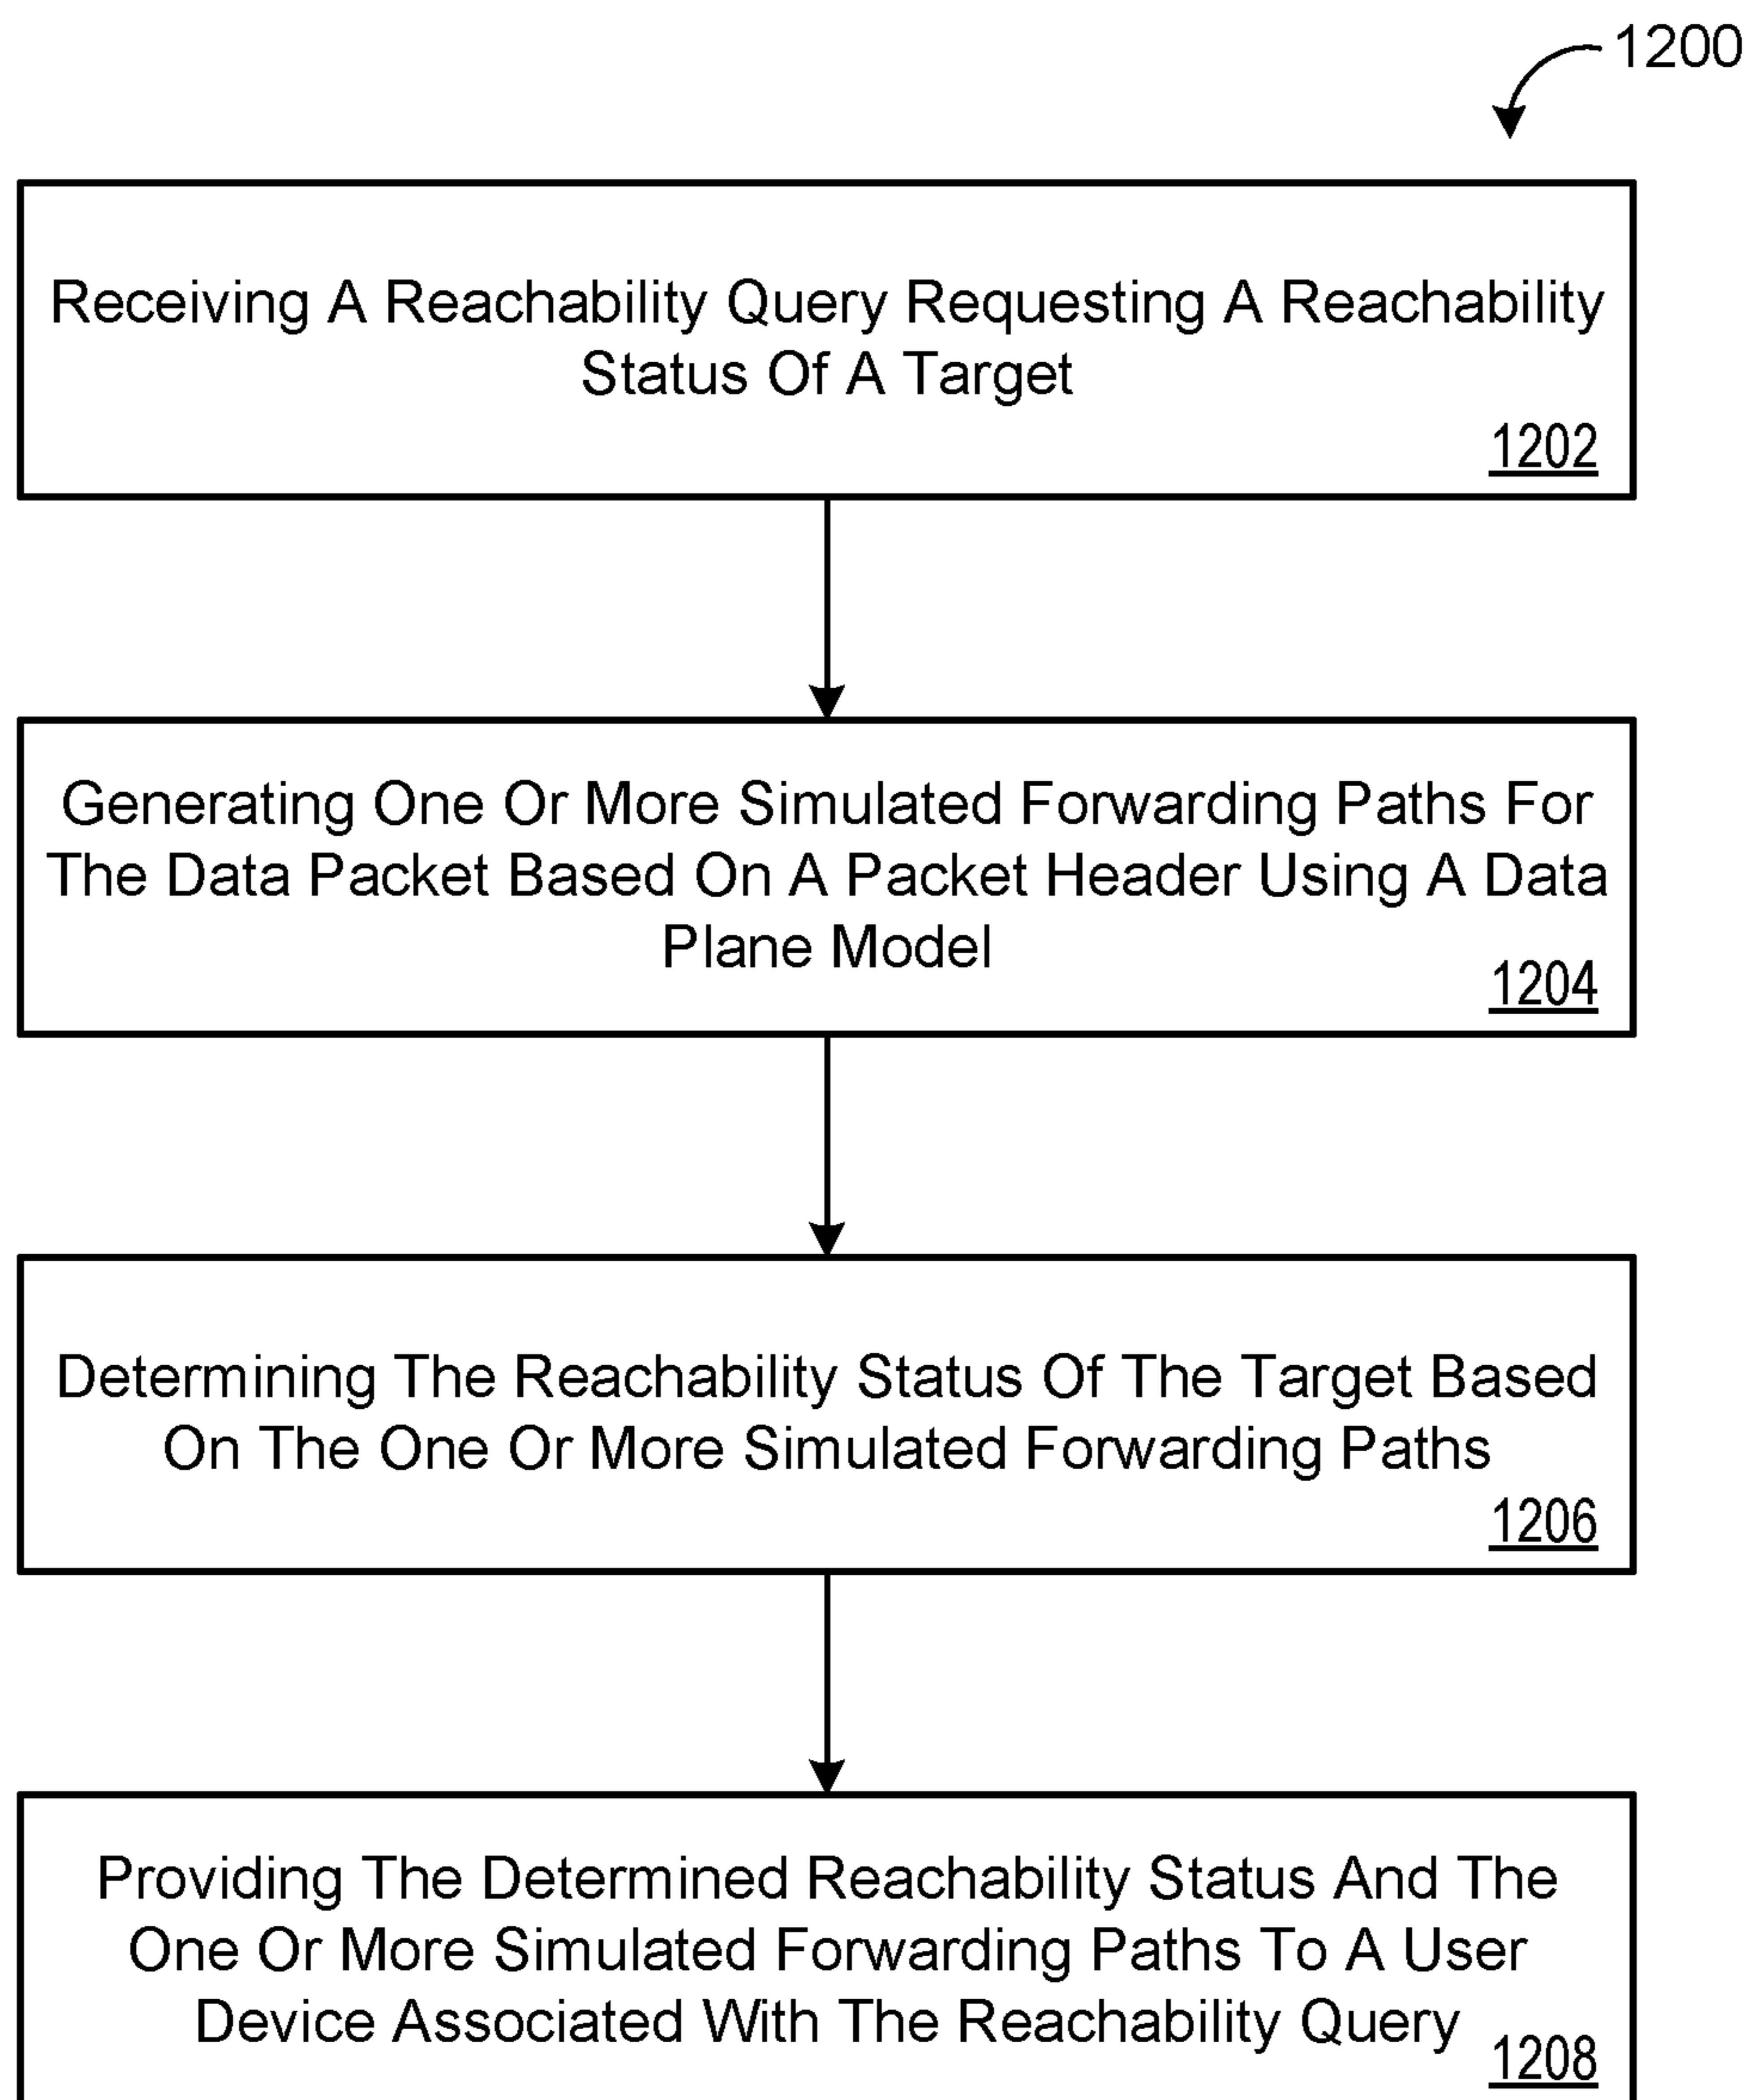 1200
Receiving A Reachability Query Requesting A Reachability
Status Of A Target
1202
Generating One Or More Simulated Forwarding Paths For
The Data Packet Based On A Packet Header Using A Data
Plane Model
1204
Determining The Reachability Status Of The Target Based
On The One Or More Simulated Forwarding Paths
1206
Providing The Determined Reachability Status And The
One Or More Simulated Forwarding Paths To A User
Device Associated With The Reachability Query
1208